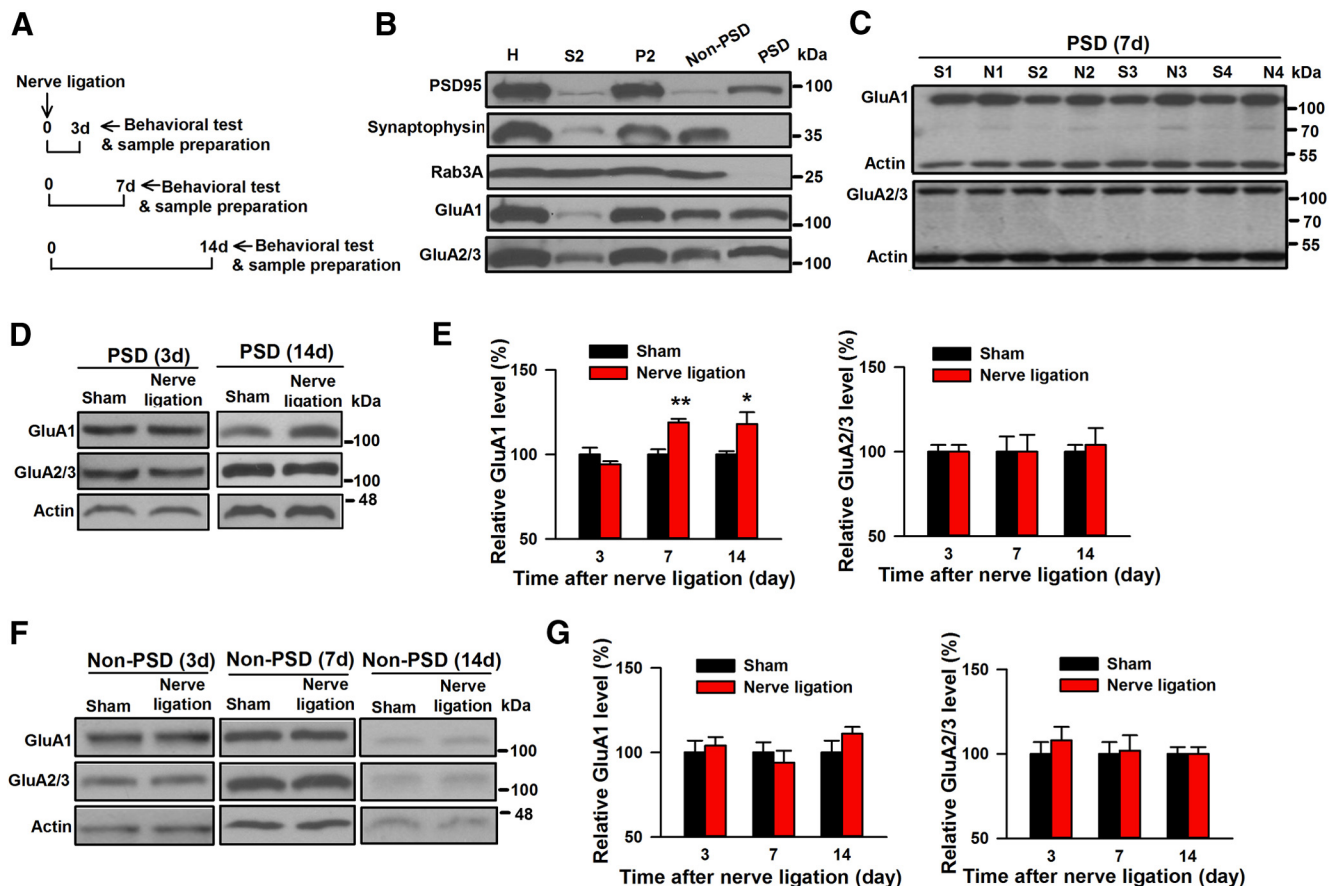 A
Nerve ligation
0 3d Behavioral test
& sample preparation
0 7d Behavioral test
& sample preparation
0 14d Behavioral test
& sample preparation
B
H S2 P2 Non-PSD PSD kDa
PSD95 100
Synaptophysin 35
Rab3A 25
GluA1 100
GluA2/3 100
C
PSD (7d)
S1 N1 S2 N2 S3 N3 S4 N4 kDa
GluA1 100
70
Actin 55
GluA2/3 100
70
55
Actin
D
PSD (3d) PSD (14d)
Sham Nerve ligation Sham Nerve ligation kDa
GluA1 100
GluA2/3 100
48
Actin
E
Relative GluA1 level (%)
Sham
Nerve ligation
150
100
50
** *
3 7 14
Time after nerve ligation (day)
Relative GluA2/3 level (%)
Sham
Nerve ligation
150
100
50
3 7 14
Time after nerve ligation (day)
F
Non-PSD (3d) Non-PSD (7d) Non-PSD (14d)
Sham Nerve ligation Sham Nerve ligation Sham Nerve ligation kDa
GluA1 100
GluA2/3 100
48
Actin
G
Relative GluA1 level (%)
Sham
Nerve ligation
150
100
50
3 7 14
Time after nerve ligation (day)
Relative GluA2/3 level (%)
Sham
Nerve ligation
150
100
50
3 7 14
Time after nerve ligation (day)